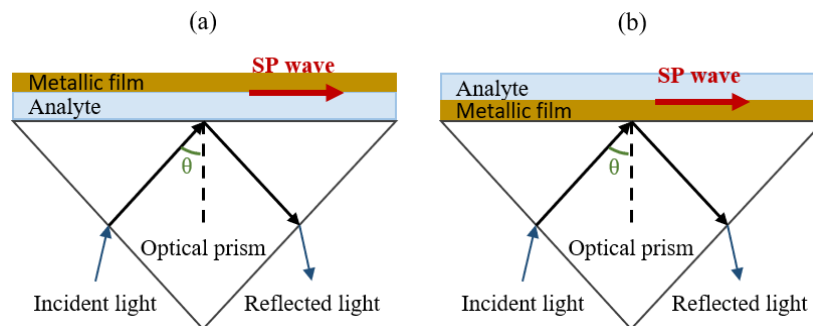 (a)
Metallic film
SP wave
Analyte
θ
Optical prism
Incident light
Reflected light
(b)
Analyte
SP wave
Metallic film
θ
Optical prism
Incident light
Reflected light